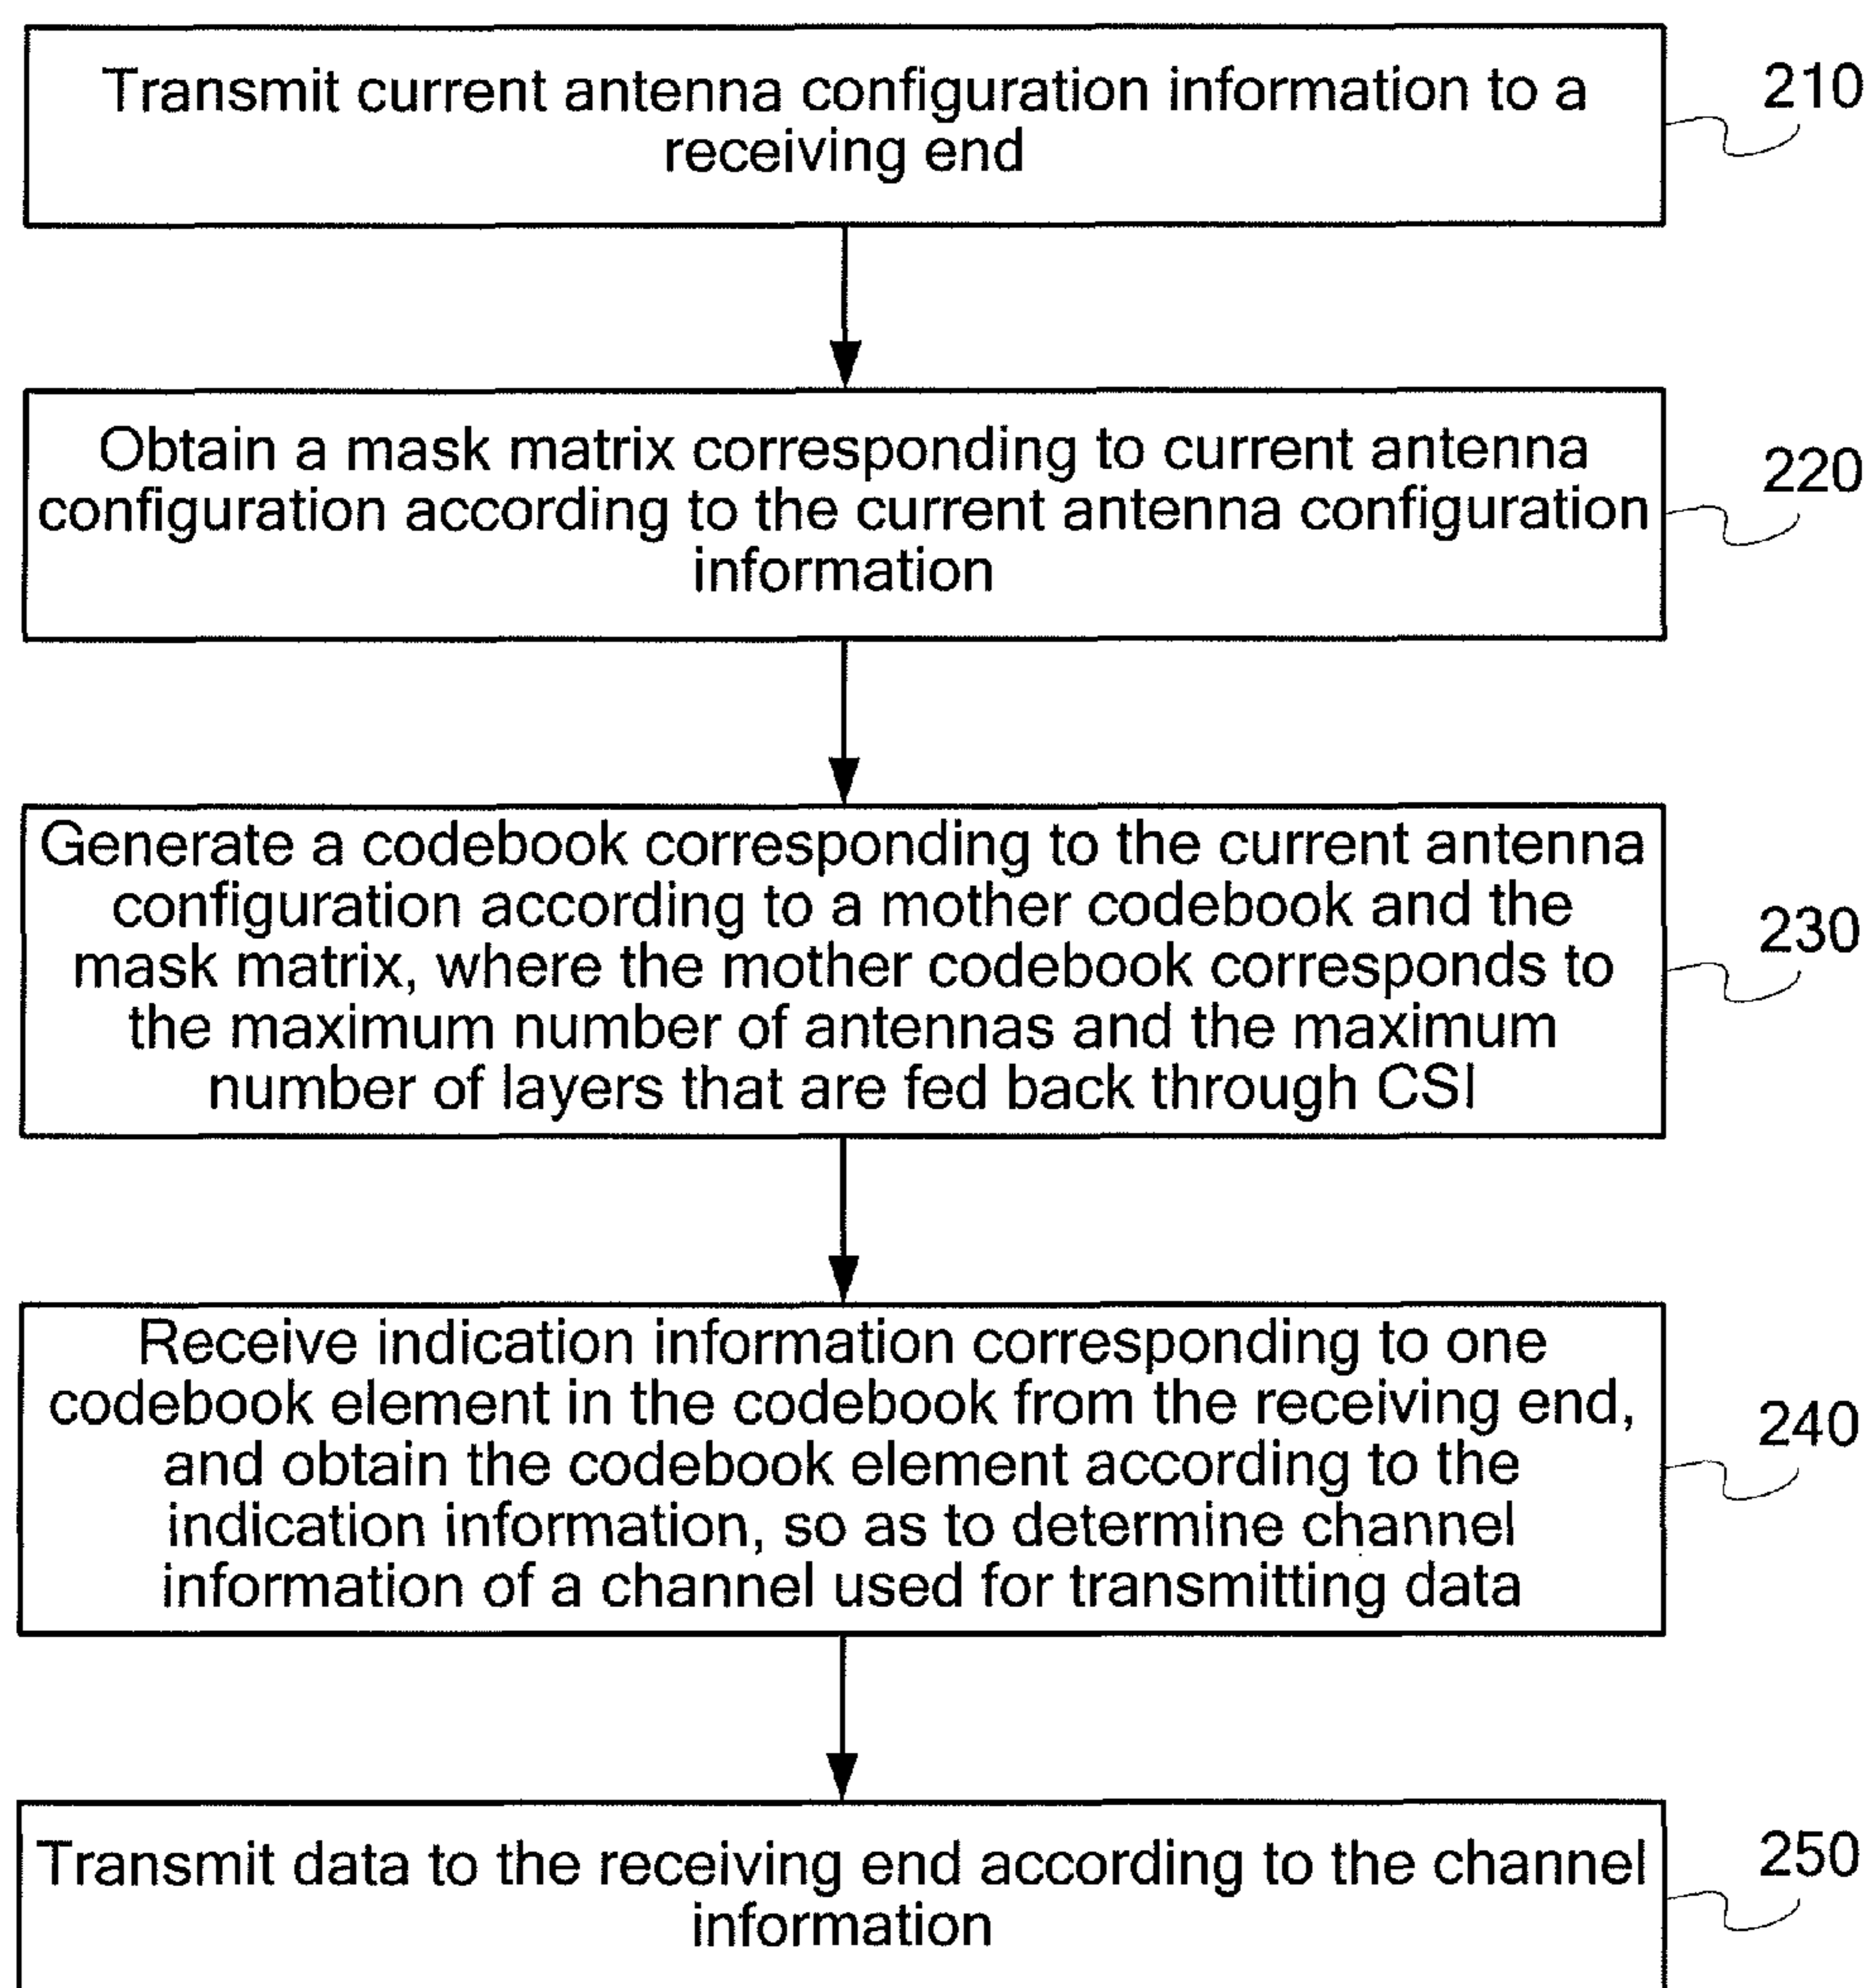 Transmit current antenna configuration information to a
receiving end
210
Obtain a mask matrix corresponding to current antenna
configuration according to the current antenna configuration
information
220
Generate a codebook corresponding to the current antenna
configuration according to a mother codebook and the
mask matrix, where the mother codebook corresponds to
the maximum number of antennas and the maximum
number of layers that are fed back through CSI
230
Receive indication information corresponding to one
codebook element in the codebook from the receiving end,
and obtain the codebook element according to the
indication information, so as to determine channel
information of a channel used for transmitting data
240
Transmit data to the receiving end according to the channel
information
250